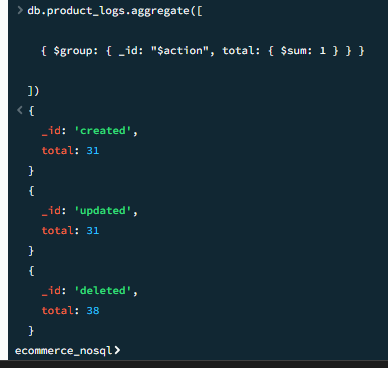 > db.product_logs.aggregate([
{ $group: { _id: "$action", total: { $sum: 1 } } }
])
< {
_id: 'created',
total: 31
}
{
_id: 'updated',
total: 31
}
{
_id: 'deleted',
total: 38
}
ecommerce_nosql>